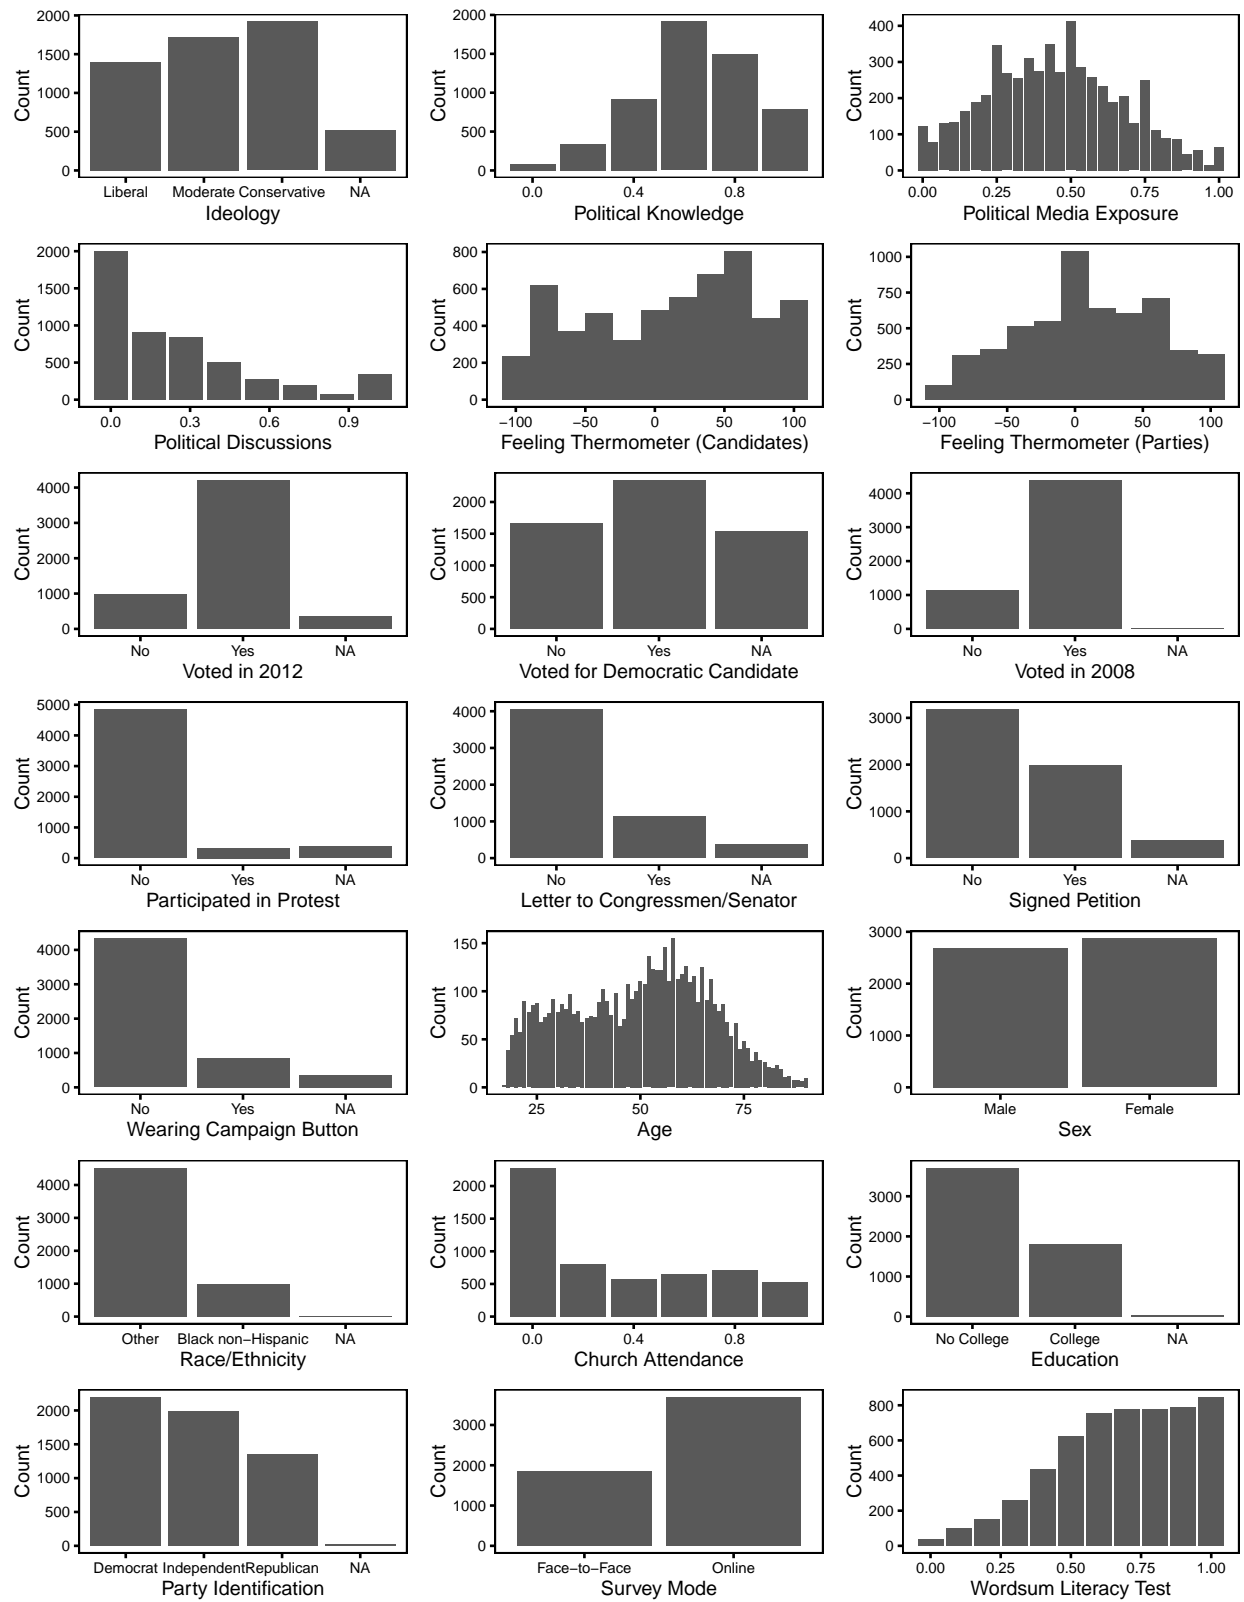 Count
2000
1500
1000
500
0
Liberal Moderate Conservative NA
Ideology
Count
2000
1500
1000
500
0
0.0 0.4 0.8
Political Knowledge
Count
400
300
200
100
0
0.00 0.25 0.50 0.75 1.00
Political Media Exposure
Count
2000
1500
1000
500
0
0.0 0.3 0.6 0.9
Political Discussions
Count
800
600
400
200
0
−100 −50 0 50 100
Feeling Thermometer (Candidates)
Count
1000
750
500
250
0
−100 −50 0 50 100
Feeling Thermometer (Parties)
Count
4000
3000
2000
1000
0
No Yes NA
Voted in 2012
Count
2000
1500
1000
500
0
No Yes NA
Voted for Democratic Candidate
Count
4000
3000
2000
1000
0
No Yes NA
Voted in 2008
Count
5000
4000
3000
2000
1000
0
No Yes NA
Participated in Protest
Count
4000
3000
2000
1000
0
No Yes NA
Letter to Congressmen/Senator
Count
3000
2000
1000
0
No Yes NA
Signed Petition
Count
4000
3000
2000
1000
0
No Yes NA
Wearing Campaign Button
Count
150
100
50
0
25 50 75
Age
Count
3000
2000
1000
0
Male Female
Sex
Count
4000
3000
2000
1000
0
Other Black non−Hispanic NA
Race/Ethnicity
Count
2000
1500
1000
500
0
0.0 0.4 0.8
Church Attendance
Count
3000
2000
1000
0
No College College NA
Education
Count
2000
1500
1000
500
0
Democrat Independent Republican NA
Party Identification
Count
3000
2000
1000
0
Face−to−Face Online
Survey Mode
Count
800
600
400
200
0
0.00 0.25 0.50 0.75 1.00
Wordsum Literacy Test